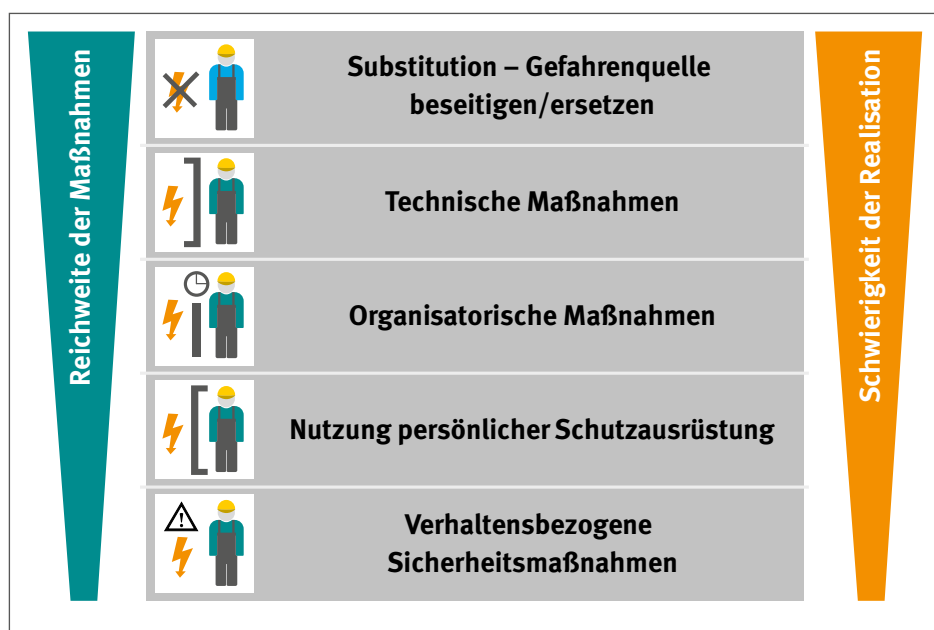 Reichweite der Maßnahmen
Substitution – Gefahrenquelle
beseitigen/ersetzen
Technische Maßnahmen
Organisatorische Maßnahmen
Nutzung persönlicher Schutzausrüstung
Verhaltensbezogene
Sicherheitsmaßnahmen
Schwierigkeit der Realisation